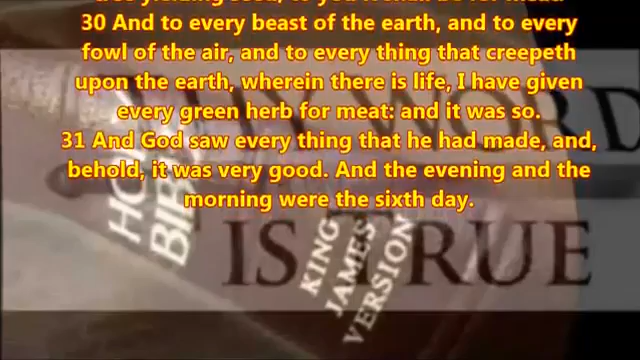 30 And to every beast of the earth, and to every
fowl of the air, and to every thing that creepeth
upon the earth, wherein there is life, I have given
every green herb for meat: and it was so.
31 And God saw every thing that he had made, and,
behold, it was very good. And the evening and the
morning were the sixth day.
WORD
IS TRUE
KING
JAMES
VERSION